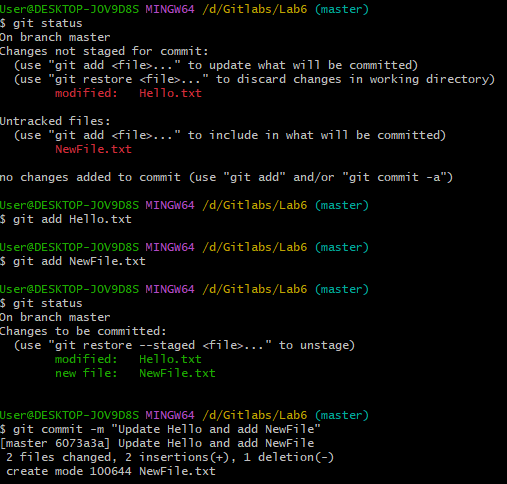 User@DESKTOP-JOV9D8S MINGW64 /d/Gitlabs/Lab6 (master)
$ git status
On branch master
Changes not staged for commit:
  (use "git add <file>..." to update what will be committed)
  (use "git restore <file>..." to discard changes in working directory)
        modified:   Hello.txt

Untracked files:
  (use "git add <file>..." to include in what will be committed)
        NewFile.txt

no changes added to commit (use "git add" and/or "git commit -a")

User@DESKTOP-JOV9D8S MINGW64 /d/Gitlabs/Lab6 (master)
$ git add Hello.txt

User@DESKTOP-JOV9D8S MINGW64 /d/Gitlabs/Lab6 (master)
$ git add NewFile.txt

User@DESKTOP-JOV9D8S MINGW64 /d/Gitlabs/Lab6 (master)
$ git status
On branch master
Changes to be committed:
  (use "git restore --staged <file>..." to unstage)
        modified:   Hello.txt
        new file:   NewFile.txt

User@DESKTOP-JOV9D8S MINGW64 /d/Gitlabs/Lab6 (master)
$ git commit -m "Update Hello and add NewFile"
[master 6073a3a] Update Hello and add NewFile
 2 files changed, 2 insertions(+), 1 deletion(-)
 create mode 100644 NewFile.txt